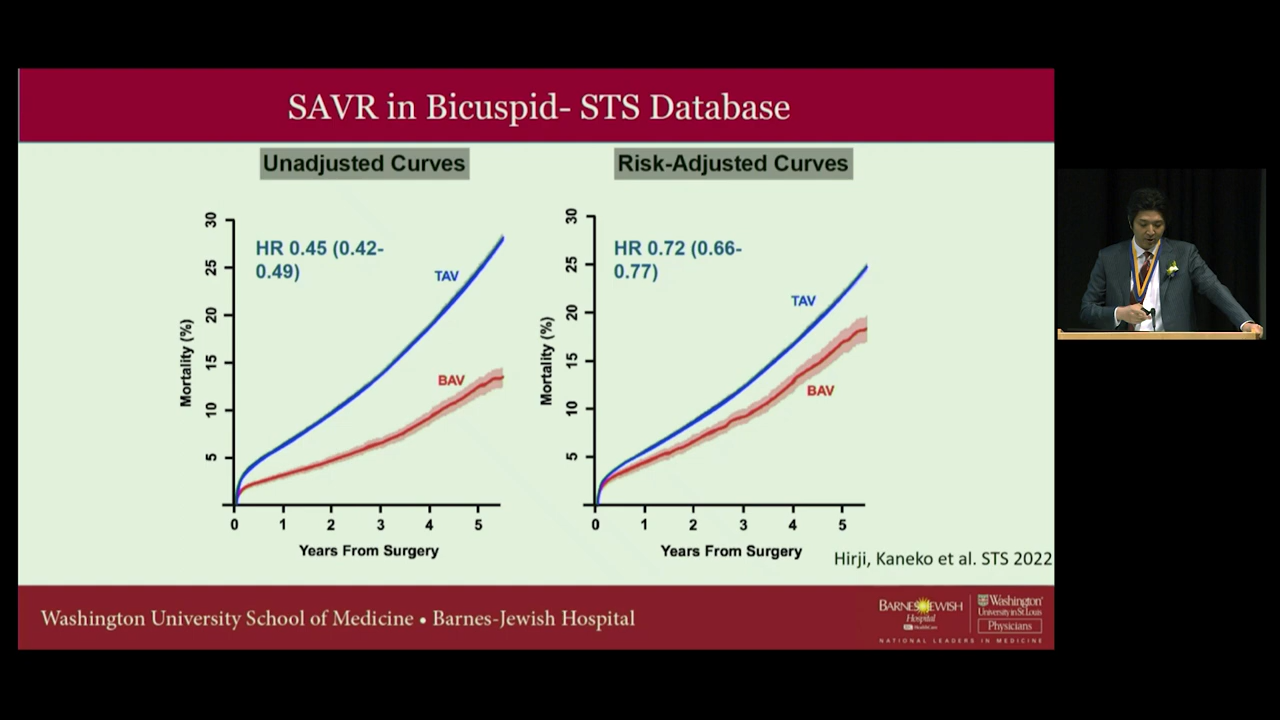 SAVR in Bicuspid- STS Database
Unadjusted Curves
Risk-Adjusted Curves
HR 0.45 (0.42-
0.49)
TAV
BAV
Mortality (%)
30
25
20
15
10
5
0 1 2 3 4 5
Years From Surgery
HR 0.72 (0.66-
0.77)
TAV
BAV
Mortality (%)
30
25
20
15
10
5
0 1 2 3 4 5
Years From Surgery
Hirji, Kaneko et al. STS 2022
Washington University School of Medicine • Barnes-Jewish Hospital
BARNES JEWISH
Hospital
BJC HealthCare
Washington
University in St. Louis
Physicians
NATIONAL LEADERS IN MEDICINE